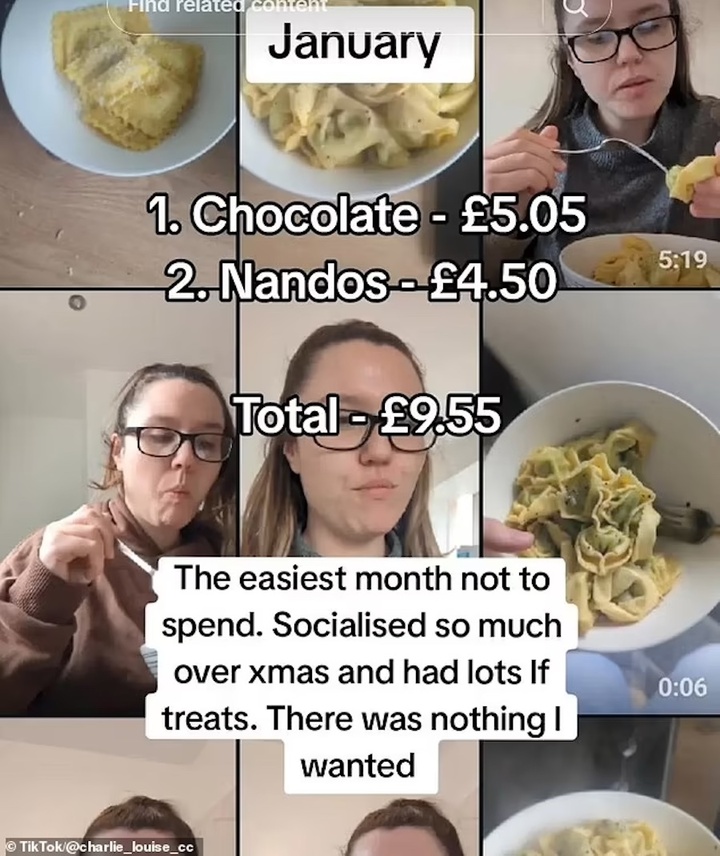 Find related content
January
1. Chocolate - £5.05
2. Nandos - £4.50
5:19
Total - £9.55
The easiest month not to
spend. Socialised so much
over xmas and had lots If
treats. There was nothing I
wanted
0:06
© TikTok/@charlie_louise_cc